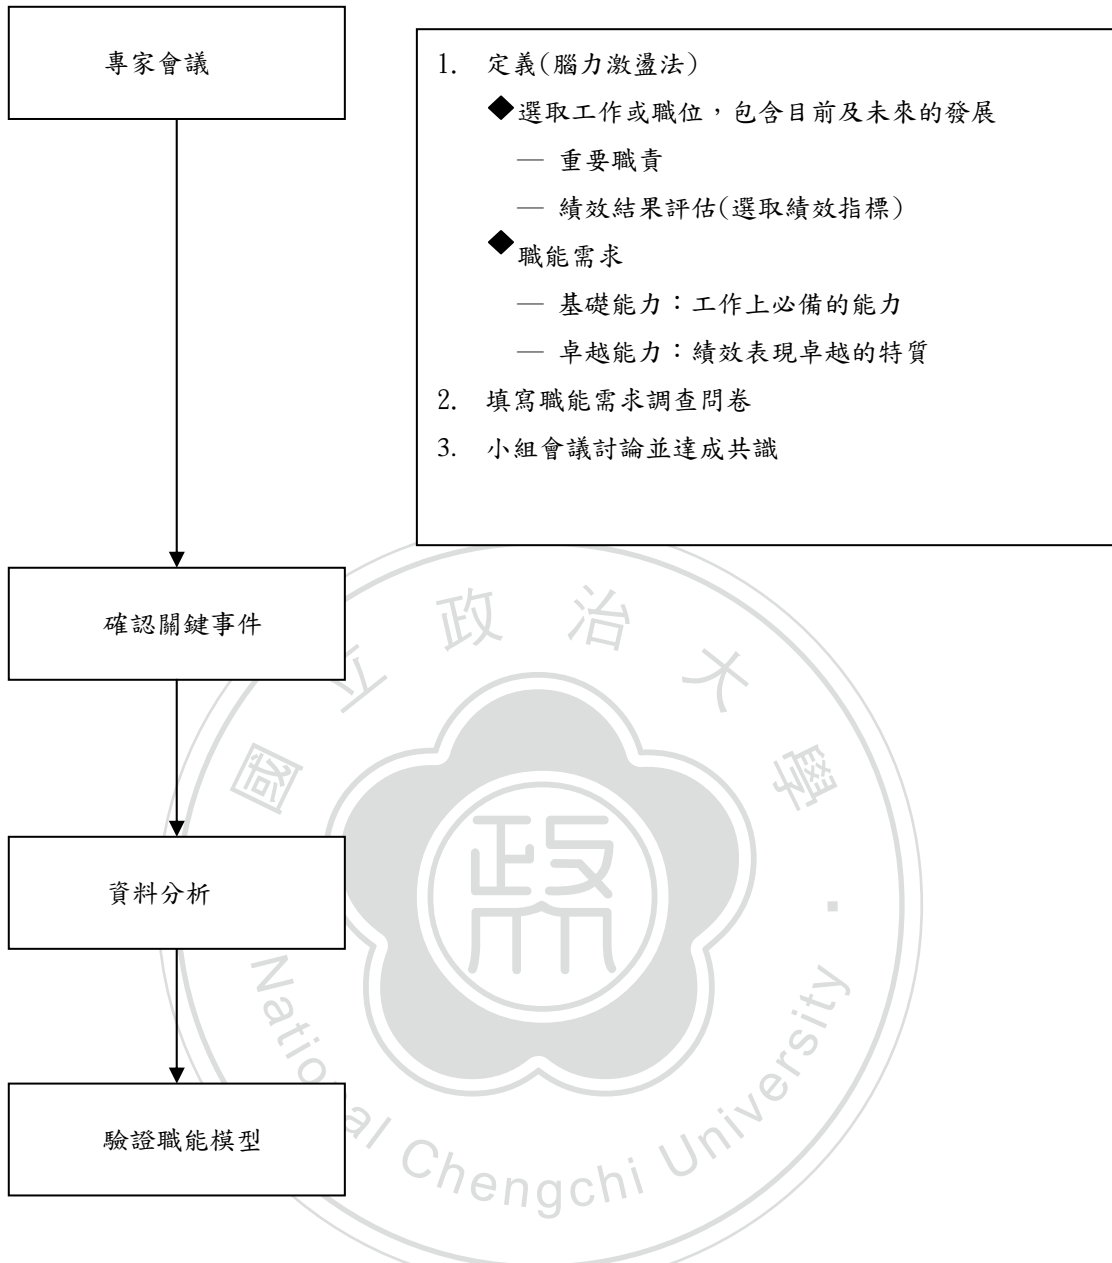 專家會議
1. 定義(腦力激盪法)
◆選取工作或職位，包含目前及未來的發展
— 重要職責
— 績效結果評估(選取績效指標)
◆職能需求
— 基礎能力：工作上必備的能力
— 卓越能力：績效表現卓越的特質
2. 填寫職能需求調查問卷
3. 小組會議討論並達成共識
確認關鍵事件
資料分析
驗證職能模型
國立政治大學
政
National Chengchi University